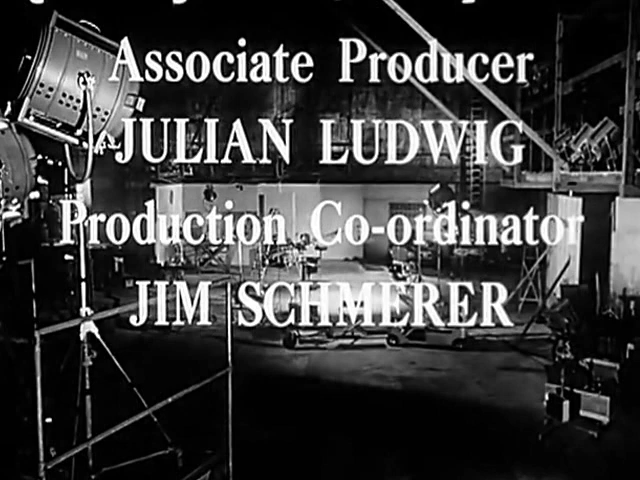 Associate Producer
JULIAN LUDWIG
Production Co-ordinator
JIM SCHMERER